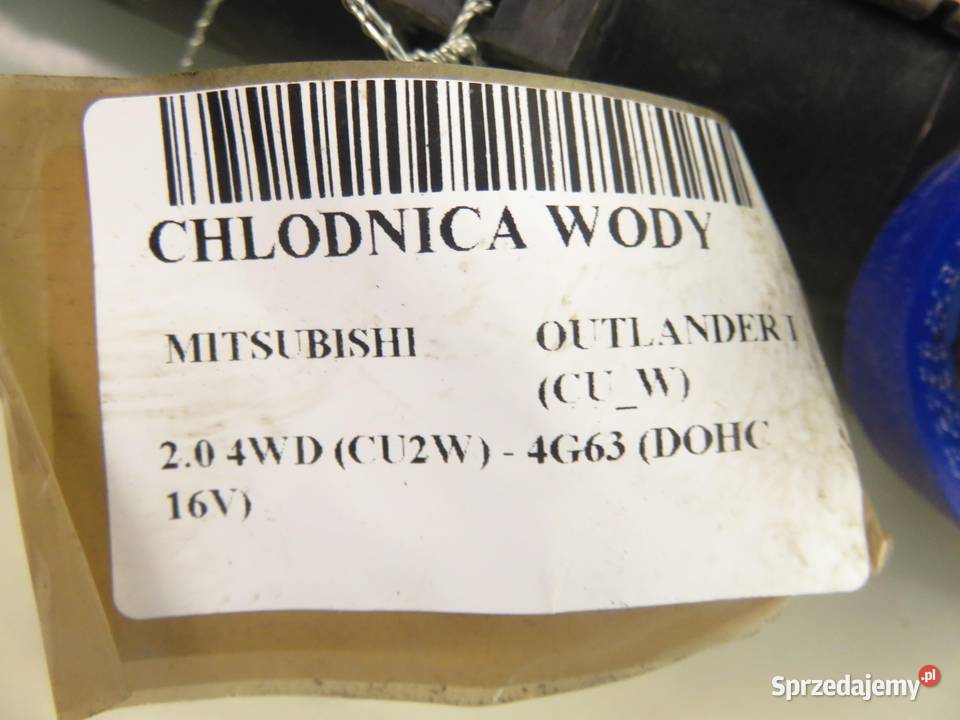 CHLODNICA WODY
MITSUBISHI OUTLANDER I
(CU_W)
2.0 4WD (CU2W) - 4G63 (DOHC
16V)
Sprzedajemy.pl